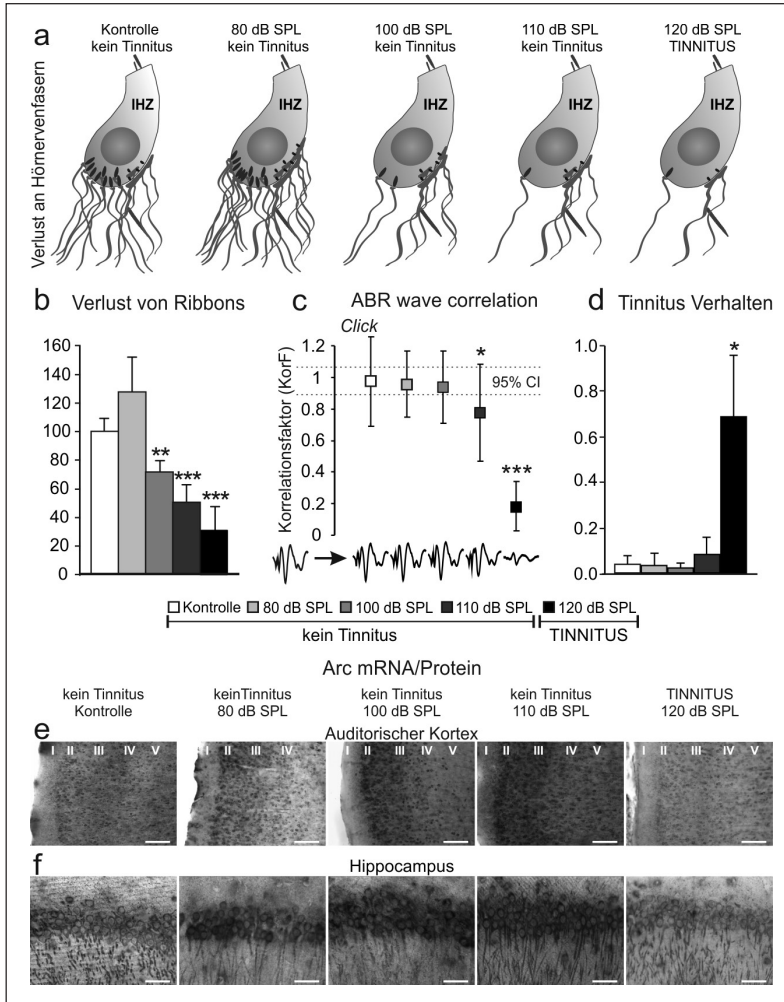 a
Kontrolle
kein Tinnitus
80 dB SPL
kein Tinnitus
100 dB SPL
kein Tinnitus
110 dB SPL
kein Tinnitus
120 dB SPL
TINNITUS
Verlust an Hörnervenfasern
IHZ
IHZ
IHZ
IHZ
IHZ
b Verlust von Ribbons
160
140
120
100
80
60
40
20
0
**
***
***
c ABR wave correlation
Click
Korrelationsfaktor (KorF)
1.2
1
0.8
0.6
0.4
0.2
0
95% CI
*
***
d Tinnitus Verhalten
1.0
0.8
0.6
0.4
0.2
0.0
*
Kontrolle 80 dB SPL 100 dB SPL 110 dB SPL 120 dB SPL
kein Tinnitus TINNITUS
Arc mRNA/Protein
kein Tinnitus
Kontrolle
keinTinnitus
80 dB SPL
kein Tinnitus
100 dB SPL
kein Tinnitus
110 dB SPL
TINNITUS
120 dB SPL
e Auditorischer Kortex
I II III IV V
I II III IV
I II III IV V
I II III IV V
I II III IV V
f Hippocampus